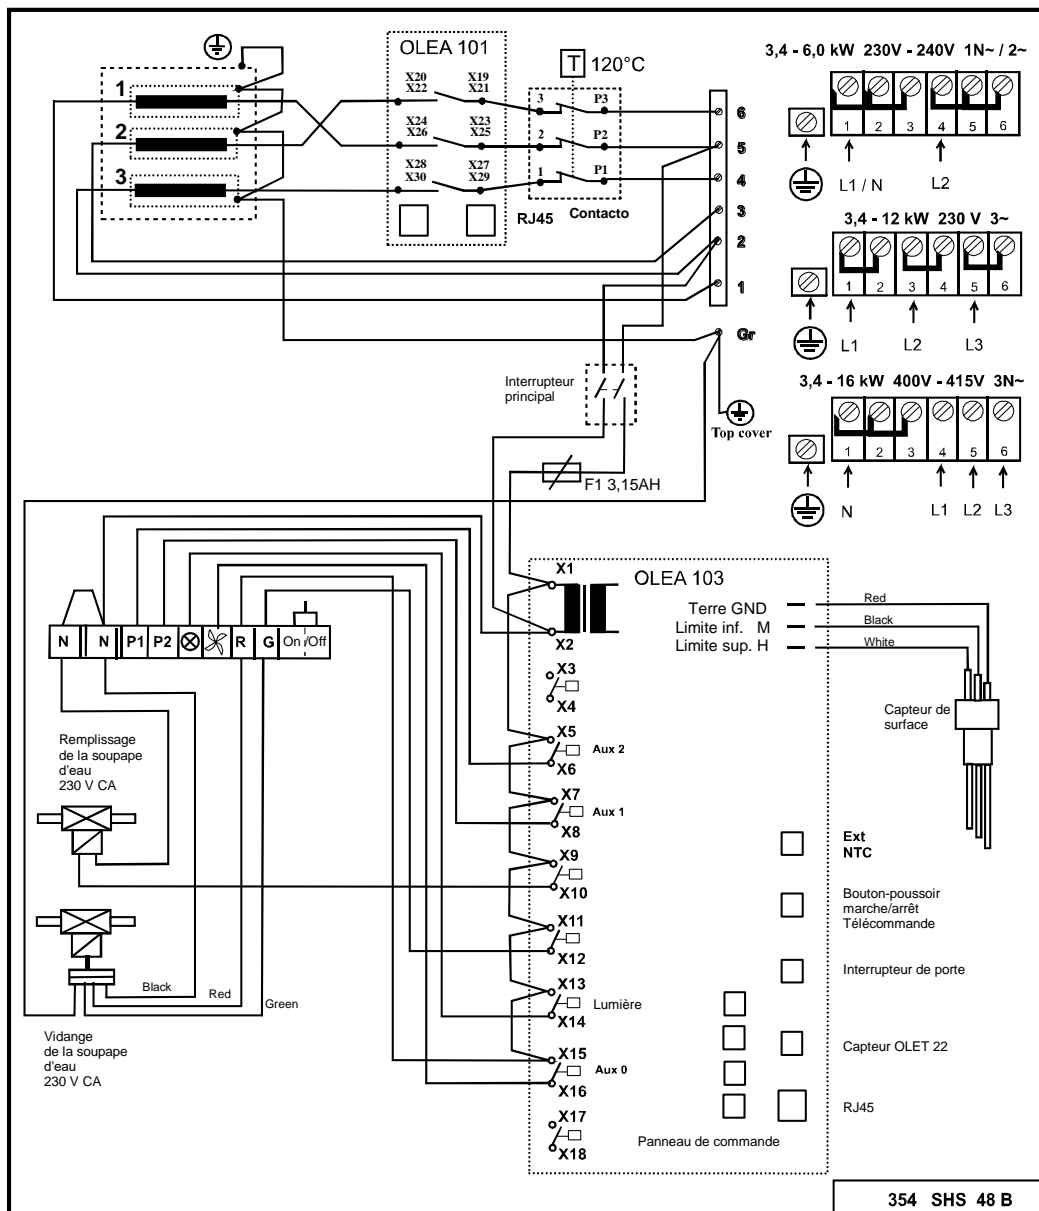 OLEA 101
X20
X22
X19
X21
X24
X26
X23
X25
X28
X30
X27
X29
RJ45
T 120°C
3
P3
2
P2
1
P1
Contacto
1
2
3
6
5
4
3
2
1
Gr
Top cover
Interrupteur
principal
F1 3,15AH
3,4 - 6,0 kW 230V - 240V 1N~ / 2~
1 2 3 4 5 6
L1 / N
L2
3,4 - 12 kW 230 V 3~
1 2 3 4 5 6
L1 L2 L3
3,4 - 16 kW 400V - 415V 3N~
1 2 3 4 5 6
N L1 L2 L3
N N P1 P2 R G On /Off
Remplissage
de la soupape
d'eau
230 V CA
Black
Red
Green
Vidange
de la soupape
d'eau
230 V CA
OLEA 103
X1
X2
X3
X4
X5
X6
Aux 2
X7
X8
Aux 1
X9
X10
X11
X12
X13
X14
Lumière
X15
X16
Aux 0
X17
X18
Terre GND
Limite inf. M
Limite sup. H
Red
Black
White
Capteur de
surface
Ext
NTC
Bouton-poussoir
marche/arrêt
Télécommande
Interrupteur de porte
Capteur OLET 22
RJ45
Panneau de commande
354 SHS 48 B